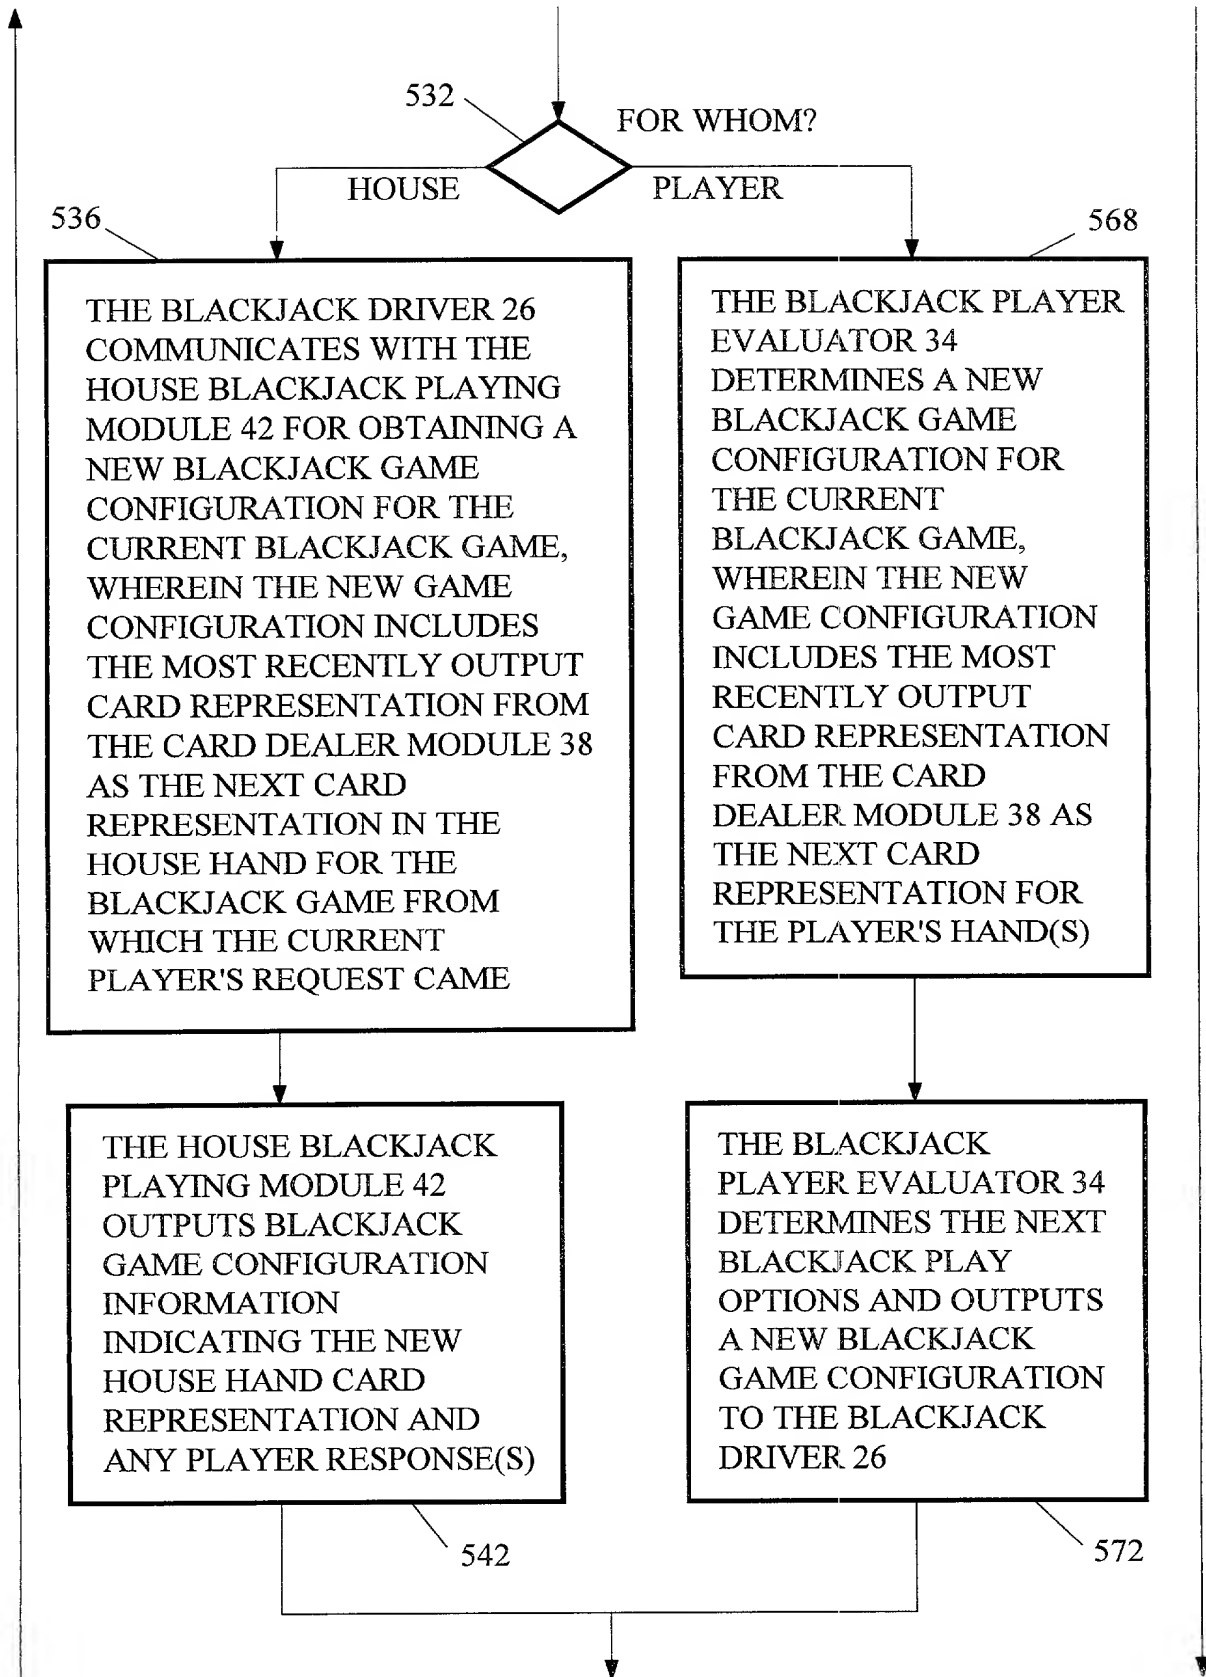 532
FOR WHOM?
HOUSE
PLAYER
536
THE BLACKJACK DRIVER 26
COMMUNICATES WITH THE
HOUSE BLACKJACK PLAYING
MODULE 42 FOR OBTAINING A
NEW BLACKJACK GAME
CONFIGURATION FOR THE
CURRENT BLACKJACK GAME,
WHEREIN THE NEW GAME
CONFIGURATION INCLUDES
THE MOST RECENTLY OUTPUT
CARD REPRESENTATION FROM
THE CARD DEALER MODULE 38
AS THE NEXT CARD
REPRESENTATION IN THE
HOUSE HAND FOR THE
BLACKJACK GAME FROM
WHICH THE CURRENT
PLAYER'S REQUEST CAME
568
THE BLACKJACK PLAYER
EVALUATOR 34
DETERMINES A NEW
BLACKJACK GAME
CONFIGURATION FOR
THE CURRENT
BLACKJACK GAME,
WHEREIN THE NEW
GAME CONFIGURATION
INCLUDES THE MOST
RECENTLY OUTPUT
CARD REPRESENTATION
FROM THE CARD
DEALER MODULE 38 AS
THE NEXT CARD
REPRESENTATION FOR
THE PLAYER'S HAND(S)
THE HOUSE BLACKJACK
PLAYING MODULE 42
OUTPUTS BLACKJACK
GAME CONFIGURATION
INFORMATION
INDICATING THE NEW
HOUSE HAND CARD
REPRESENTATION AND
ANY PLAYER RESPONSE(S)
542
THE BLACKJACK
PLAYER EVALUATOR 34
DETERMINES THE NEXT
BLACKJACK PLAY
OPTIONS AND OUTPUTS
A NEW BLACKJACK
GAME CONFIGURATION
TO THE BLACKJACK
DRIVER 26
572